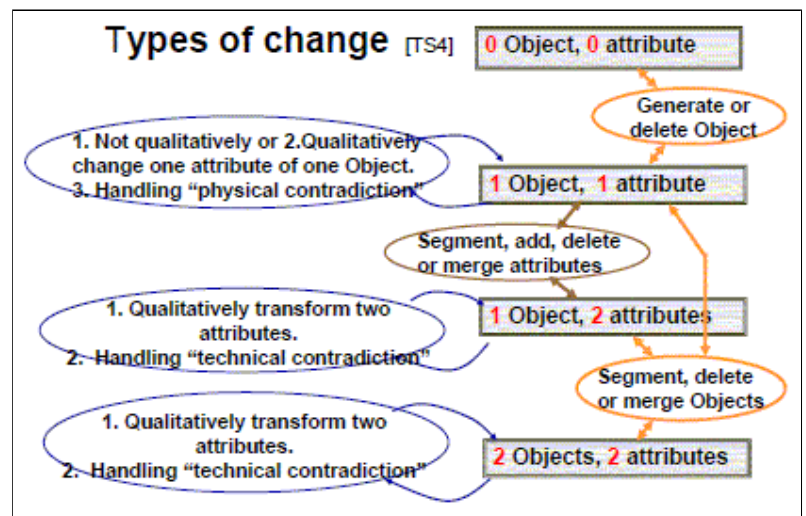 Types of change [TS4]
0 Object, 0 attribute
Generate or
delete Object
1. Not qualitatively or 2.Qualitatively
change one attribute of one Object.
3. Handling “physical contradiction”
1 Object, 1 attribute
Segment, add, delete
or merge attributes
1. Qualitatively transform two
attributes.
2. Handling “technical contradiction”
1 Object, 2 attributes
Segment, delete
or merge Objects
1. Qualitatively transform two
attributes.
2. Handling “technical contradiction”
2 Objects, 2 attributes